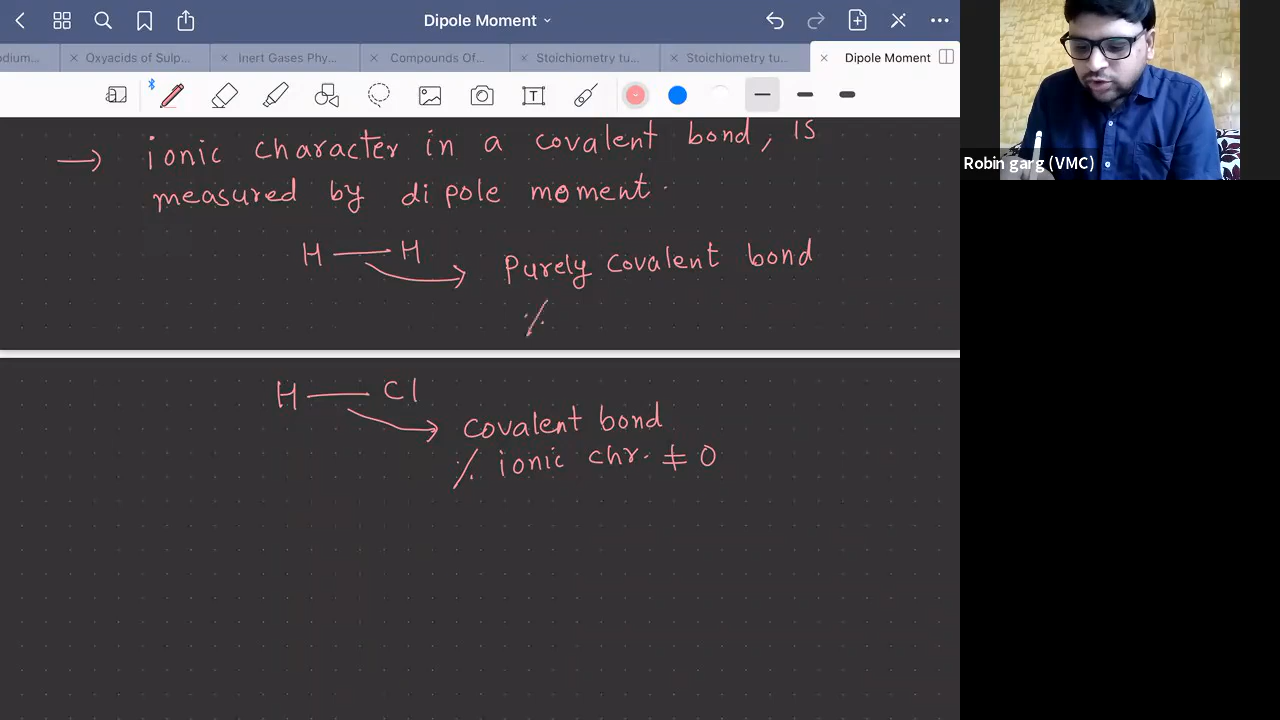 Dipole Moment
odium...
Oxyacids of Sulp...
Inert Gases Phy...
Compounds Of...
Stoichiometry tu...
Stoichiometry tu...
Dipole Moment
T
→ ionic character in a covalent bond, is
measured by dipole moment.
H — H
Purely covalent bond
%
H — Cl
Covalent bond
% ionic chr. ≠ 0
Robin garg (VMC)